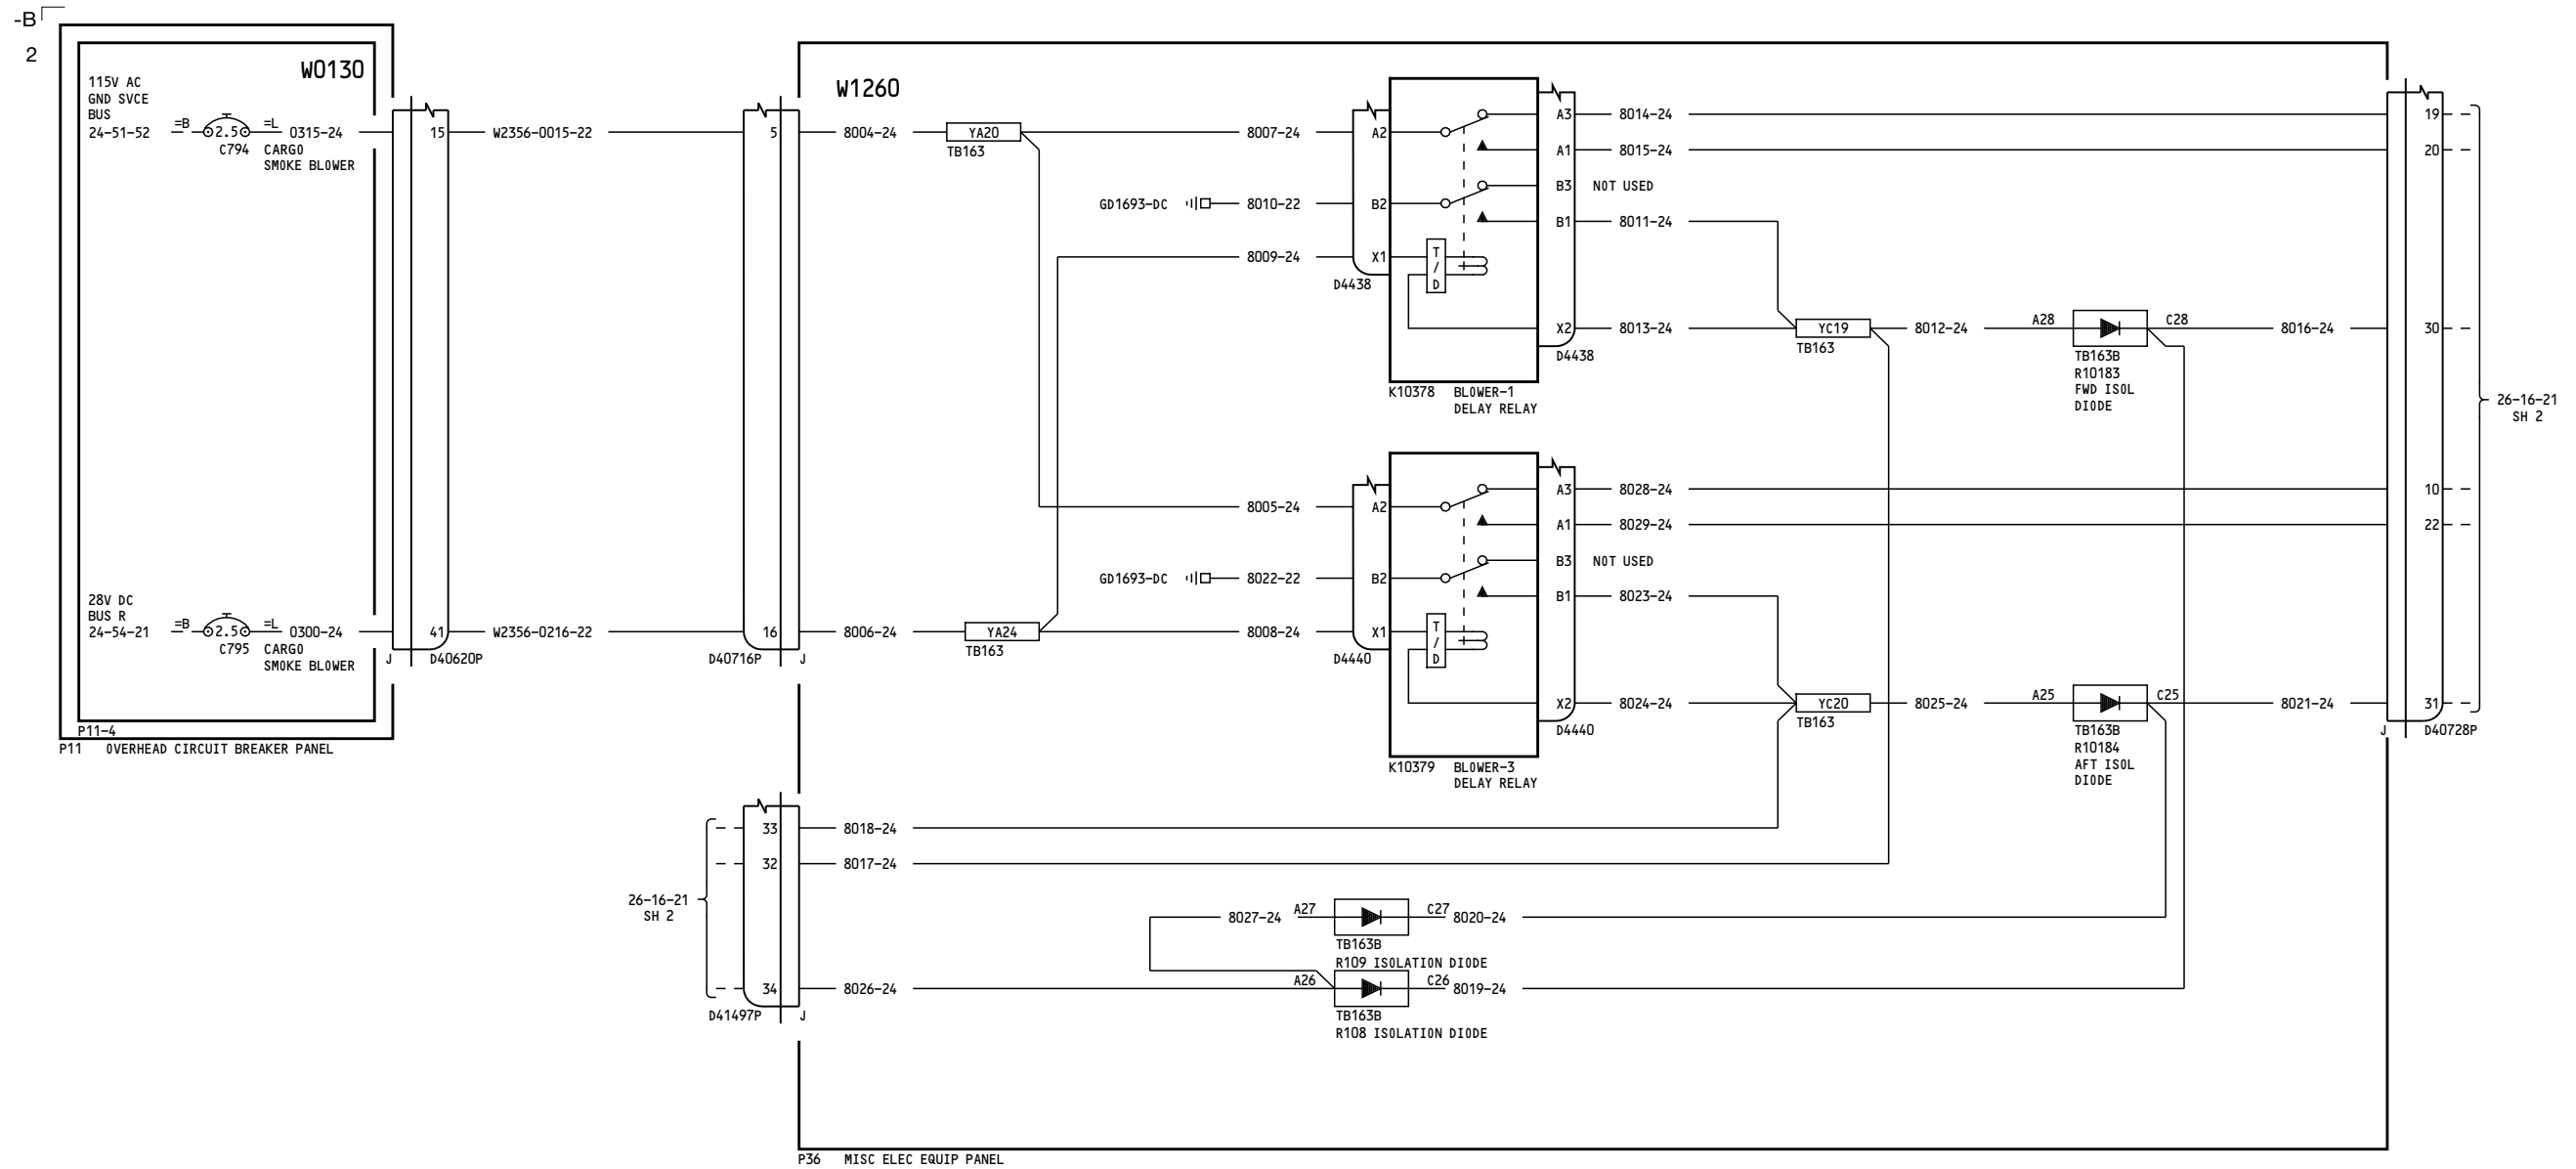 -B
2
W0130
115V AC
GND SVCE
BUS
24-51-52
=B
2.5
=L
0315-24
C794
CARGO
SMOKE BLOWER
28V DC
BUS R
24-54-21
=B
2.5
=L
0300-24
C795
CARGO
SMOKE BLOWER
P11-4
P11 OVERHEAD CIRCUIT BREAKER PANEL
15
41
J
D40620P
W2356-0015-22
W2356-0216-22
5
16
D40716P
J
W1260
8004-24
YA20
TB163
8007-24
GD1693-DC
8010-22
8009-24
8005-24
GD1693-DC
8022-22
8006-24
YA24
TB163
8008-24
A2
B2
X1
D4438
T
/
D
A3
A1
B3
B1
X2
D4438
K10378 BLOWER-1
DELAY RELAY
8014-24
8015-24
NOT USED
8011-24
8013-24
YC19
TB163
8012-24
A28
C28
TB163B
R10183
FWD ISOL
DIODE
8016-24
A2
B2
X1
D4440
T
/
D
A3
A1
B3
B1
X2
D4440
K10379 BLOWER-3
DELAY RELAY
8028-24
8029-24
NOT USED
8023-24
8024-24
YC20
TB163
8025-24
A25
C25
TB163B
R10184
AFT ISOL
DIODE
8021-24
19
20
30
10
22
31
J
D40728P
26-16-21
SH 2
26-16-21
SH 2
33
32
34
D41497P
J
8018-24
8017-24
8026-24
8027-24
A27
C27
8020-24
TB163B
R109 ISOLATION DIODE
A26
C26
8019-24
TB163B
R108 ISOLATION DIODE
P36 MISC ELEC EQUIP PANEL